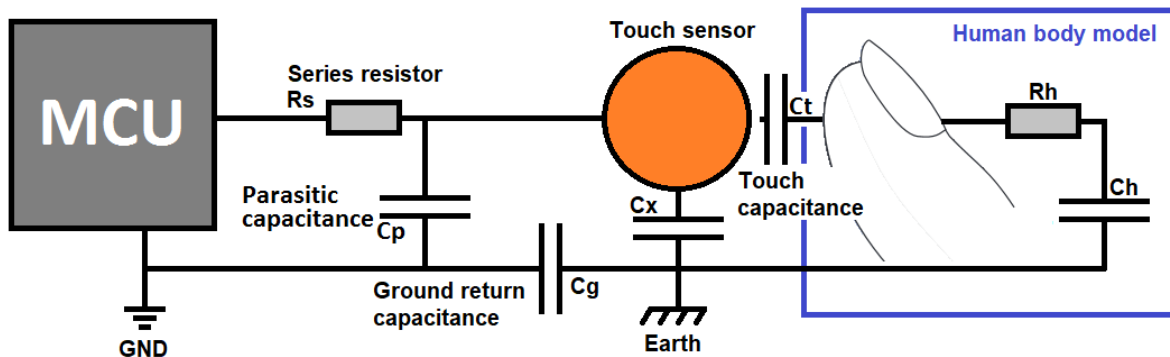 MCU
Series resistor
Rs
Parasitic
capacitance
Cp
GND
Ground return
capacitance
Cg
Touch sensor
Cx
Earth
Ct
Touch
capacitance
Human body model
Rh
Ch